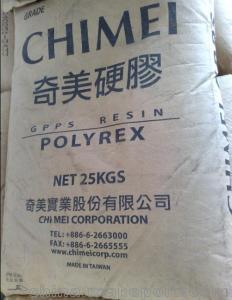 GRADE
CHIMEI
奇美硬膠
GPPS RESIN
POLYREX
NET 25KGS
奇美實業股份有限公司
CHI MEI CORPORATION
TEL: +886-6-2663000
FAX: +886-6-2665555
www.chimeicorp.com
MADE IN TAIWAN